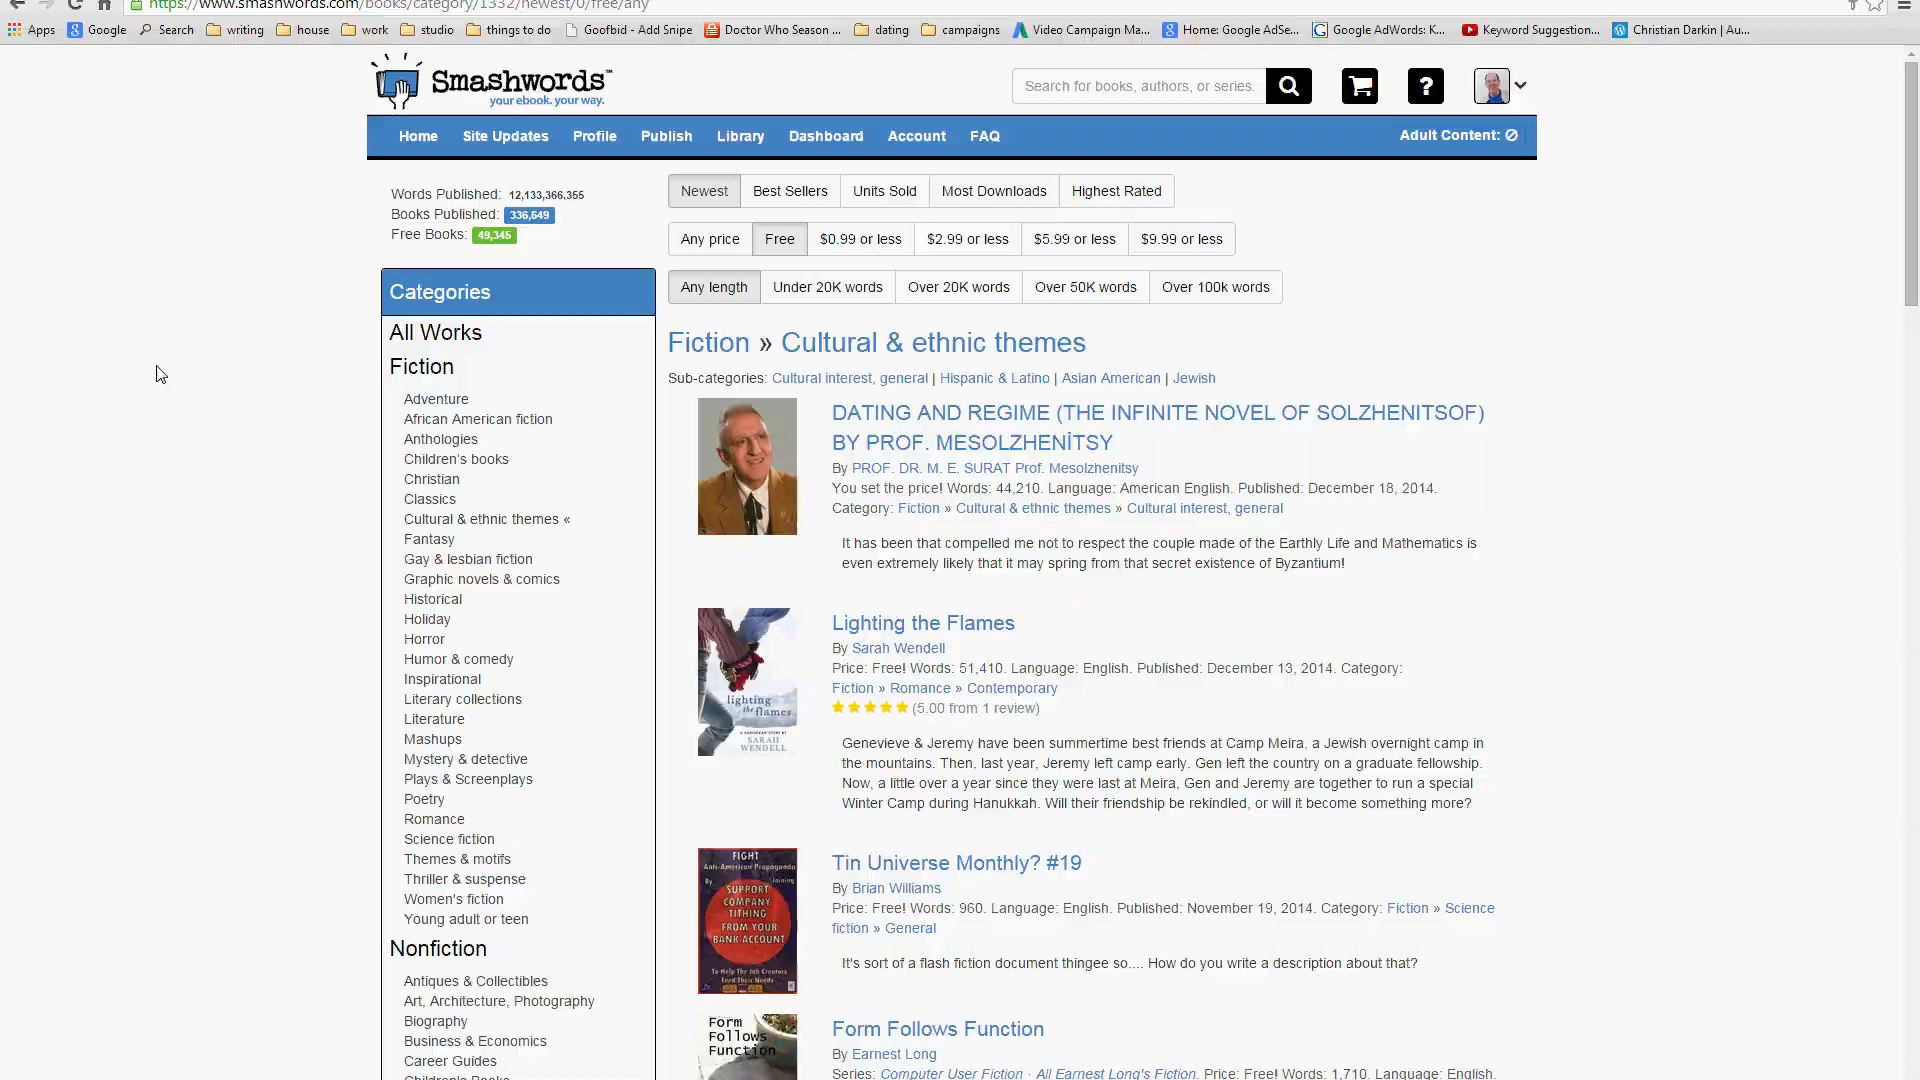 https://www.smashwords.com/books/category/1332/newest/0/free/any
Apps Google Search writing house work studio things to do Goofbid - Add Snipe Doctor Who Season ... dating campaigns Video Campaign Ma... Home: Google AdSe... Google AdWords: K... Keyword Suggestion... Christian Darkin | Au...
Smashwords™
your ebook. your way.
Search for books, authors, or series.
?
Home Site Updates Profile Publish Library Dashboard Account FAQ Adult Content:
Words Published: 12,133,366,355
Books Published: 336,649
Free Books: 49,345
Newest Best Sellers Units Sold Most Downloads Highest Rated
Any price Free $0.99 or less $2.99 or less $5.99 or less $9.99 or less
Any length Under 20K words Over 20K words Over 50K words Over 100k words
Categories
All Works
Fiction
Adventure
African American fiction
Anthologies
Children's books
Christian
Classics
Cultural & ethnic themes «
Fantasy
Gay & lesbian fiction
Graphic novels & comics
Historical
Holiday
Horror
Humor & comedy
Inspirational
Literary collections
Literature
Mashups
Mystery & detective
Plays & Screenplays
Poetry
Romance
Science fiction
Themes & motifs
Thriller & suspense
Women's fiction
Young adult or teen
Nonfiction
Antiques & Collectibles
Art, Architecture, Photography
Biography
Business & Economics
Career Guides
Children's Books
Fiction » Cultural & ethnic themes
Sub-categories: Cultural interest, general | Hispanic & Latino | Asian American | Jewish
DATING AND REGIME (THE INFINITE NOVEL OF SOLZHENITSOF)
BY PROF. MESOLZHENİTSY
By PROF. DR. M. E. SURAT Prof. Mesolzhenitsy
You set the price! Words: 44,210. Language: American English. Published: December 18, 2014.
Category: Fiction » Cultural & ethnic themes » Cultural interest, general
It has been that compelled me not to respect the couple made of the Earthly Life and Mathematics is
even extremely likely that it may spring from that secret existence of Byzantium!
lighting
the flames
A HANUKKAH STORY BY
SARAH
WENDELL
Lighting the Flames
By Sarah Wendell
Price: Free! Words: 51,410. Language: English. Published: December 13, 2014. Category:
Fiction » Romance » Contemporary
(5.00 from 1 review)
Genevieve & Jeremy have been summertime best friends at Camp Meira, a Jewish overnight camp in
the mountains. Then, last year, Jeremy left camp early. Gen left the country on a graduate fellowship.
Now, a little over a year since they were last at Meira, Gen and Jeremy are together to run a special
Winter Camp during Hanukkah. Will their friendship be rekindled, or will it become something more?
FIGHT
Anti-American Propaganda
By Joining
SUPPORT
COMPANY
TITHING
FROM YOUR
BANK ACCOUNT
To Help The Job Creators
Feed Their Needs
Tin Universe Monthly? #19
By Brian Williams
Price: Free! Words: 960. Language: English. Published: November 19, 2014. Category: Fiction » Science
fiction » General
It's sort of a flash fiction document thingee so.... How do you write a description about that?
Form
Follows
Function
Form Follows Function
By Earnest Long
Series: Computer User Fiction · All Earnest Long's Fiction. Price: Free! Words: 1,710. Language: English.